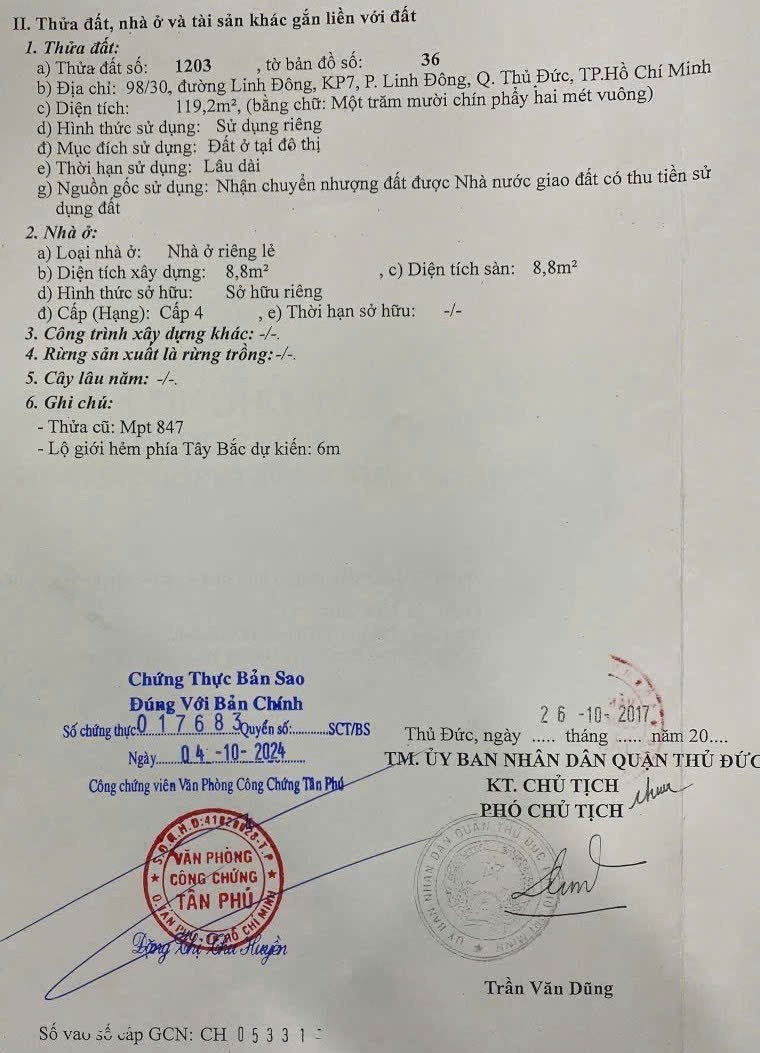 II. Thửa đất, nhà ở và tài sản khác gắn liền với đất
1. Thửa đất:
a) Thửa đất số: 1203 , tờ bản đồ số: 36
b) Địa chỉ: 98/30, đường Linh Đông, KP7, P. Linh Đông, Q. Thủ Đức, TP.Hồ Chí Minh
c) Diện tích: 119,2m², (bằng chữ: Một trăm mười chín phẩy hai mét vuông)
d) Hình thức sử dụng: Sử dụng riêng
đ) Mục đích sử dụng: Đất ở tại đô thị
e) Thời hạn sử dụng: Lâu dài
g) Nguồn gốc sử dụng: Nhận chuyển nhượng đất được Nhà nước giao đất có thu tiền sử
dụng đất
2. Nhà ở:
a) Loại nhà ở: Nhà ở riêng lẻ
b) Diện tích xây dựng: 8,8m² , c) Diện tích sàn: 8,8m²
d) Hình thức sở hữu: Sở hữu riêng
đ) Cấp (Hạng): Cấp 4 , e) Thời hạn sở hữu: -/-
3. Công trình xây dựng khác: -/-.
4. Rừng sản xuất là rừng trồng:-/-.
5. Cây lâu năm: -/-.
6. Ghi chú:
- Thửa cũ: Mpt 847
- Lộ giới hẻm phía Tây Bắc dự kiến: 6m
Chứng Thực Bản Sao
Đúng Với Bản Chính
Số chứng thực:017683Quyển số:............SCT/BS
Ngày.......04 -10- 2024......
Công chứng viên Văn Phòng Công Chứng Tân Phú
VĂN PHÒNG
CÔNG CHỨNG
TÂN PHÚ
Đặng Thị Thu Huyền
26 -10- 2017
Thủ Đức, ngày ..... tháng ...... năm 20....
TM. ỦY BAN NHÂN DÂN QUẬN THỦ ĐỨC
KT. CHỦ TỊCH
PHÓ CHỦ TỊCH
Trần Văn Dũng
Số vào sổ cấp GCN: CH 05331